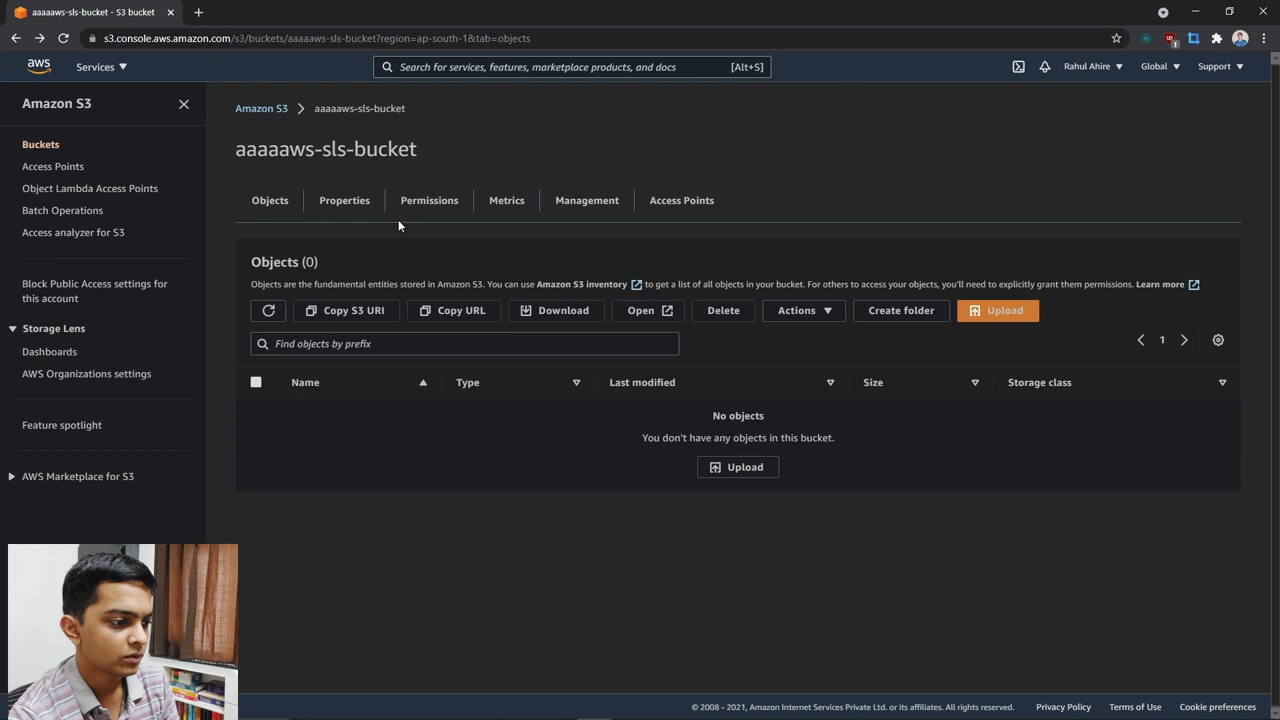 aaaaaws-sls-bucket - S3 bucket
s3.console.aws.amazon.com/s3/buckets/aaaaaws-sls-bucket?region=ap-south-1&tab=objects
1
aws
Services
Search for services, features, marketplace products, and docs
[Alt+S]
Rahul Ahire
Global
Support
Amazon S3
Buckets
Access Points
Object Lambda Access Points
Batch Operations
Access analyzer for S3
Block Public Access settings for
this account
Storage Lens
Dashboards
AWS Organizations settings
Feature spotlight
AWS Marketplace for S3
Amazon S3
aaaaaws-sls-bucket
aaaaaws-sls-bucket
Objects
Properties
Permissions
Metrics
Management
Access Points
Objects (0)
Objects are the fundamental entities stored in Amazon S3. You can use Amazon S3 inventory to get a list of all objects in your bucket. For others to access your objects, you'll need to explicitly grant them permissions. Learn more
Copy S3 URI
Copy URL
Download
Open
Delete
Actions
Create folder
Upload
Find objects by prefix
1
Name
Type
Last modified
Size
Storage class
No objects
You don't have any objects in this bucket.
Upload
© 2008 - 2021, Amazon Internet Services Private Ltd. or its affiliates. All rights reserved.
Privacy Policy
Terms of Use
Cookie preferences